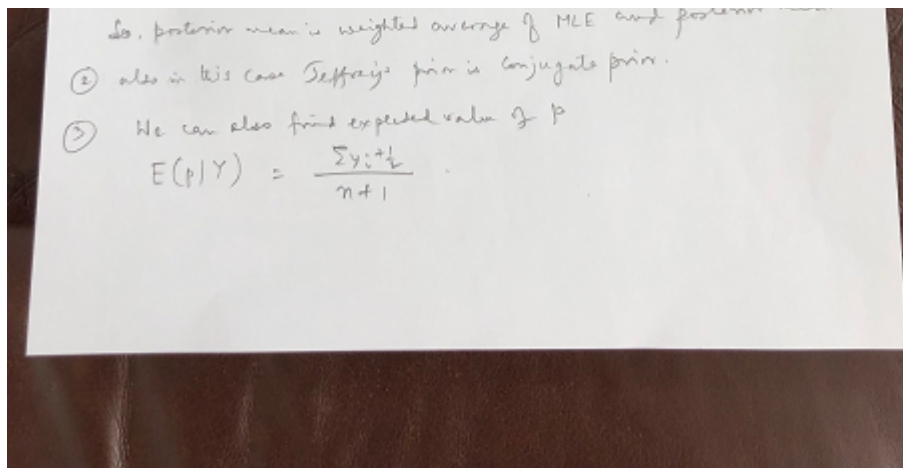 So, posterior mean is weighted average of MLE and posterior
② also in this case Jeffrey's prior is conjugate prior.
③ We can also find expected value of p
E(p|Y) = (Σyi + ½) / (n + 1)